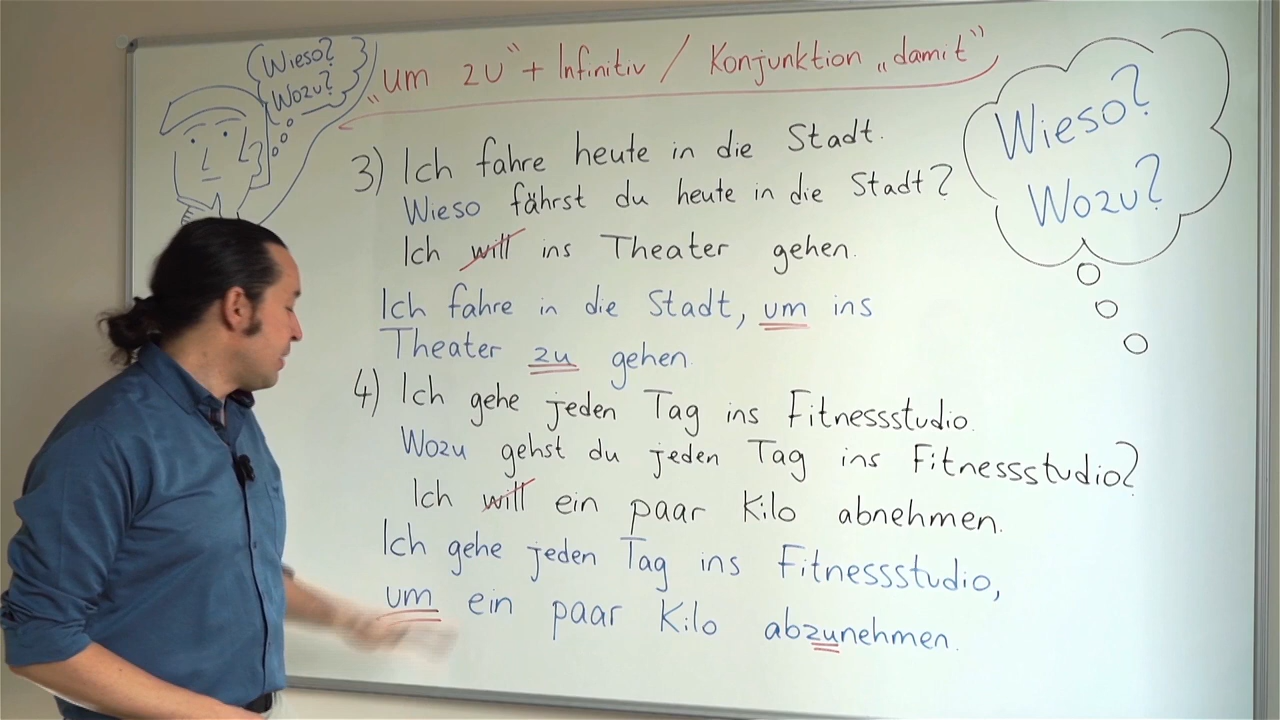 Wieso?
Wozu?
„um zu“ + Infinitiv / Konjunktion „damit“
Wieso?
Wozu?
3) Ich fahre heute in die Stadt.
Wieso fährst du heute in die Stadt?
Ich will ins Theater gehen.
Ich fahre in die Stadt, um ins
Theater zu gehen.
4) Ich gehe jeden Tag ins Fitnessstudio.
Wozu gehst du jeden Tag ins Fitnessstudio?
Ich will ein paar Kilo abnehmen.
Ich gehe jeden Tag ins Fitnessstudio,
um ein paar Kilo abzunehmen.